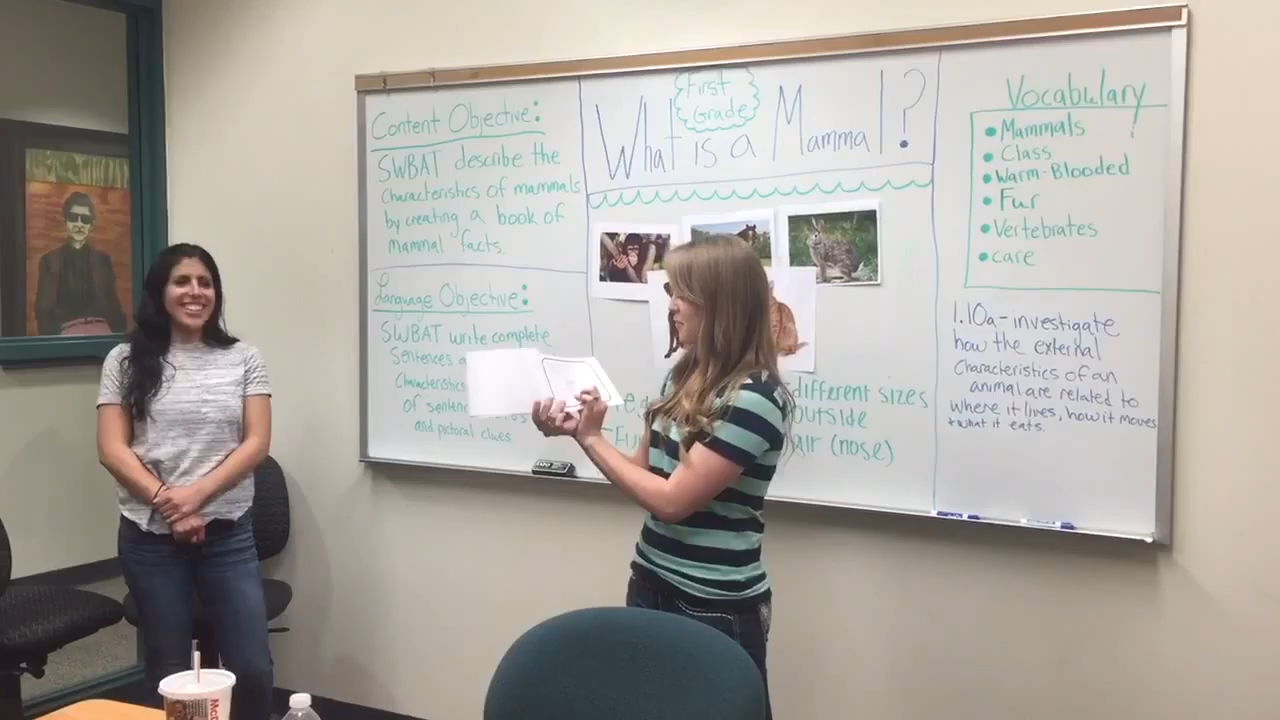 Content Objective:
SWBAT describe the
characteristics of mammals
by creating a book of
mammal facts.
Language Objective:
SWBAT write complete
Sentences
Characteristics
of senten
and pictorial clues
First
Grade
What is a Mammal?
different sizes
outside
Fur
air (nose)
Vocabulary
• Mammals
• Class
• Warm-Blooded
• Fur
• Vertebrates
• care
1.10a- investigate
how the external
Characteristics of an
animal are related to
where it lives, how it moves
+ what it eats.